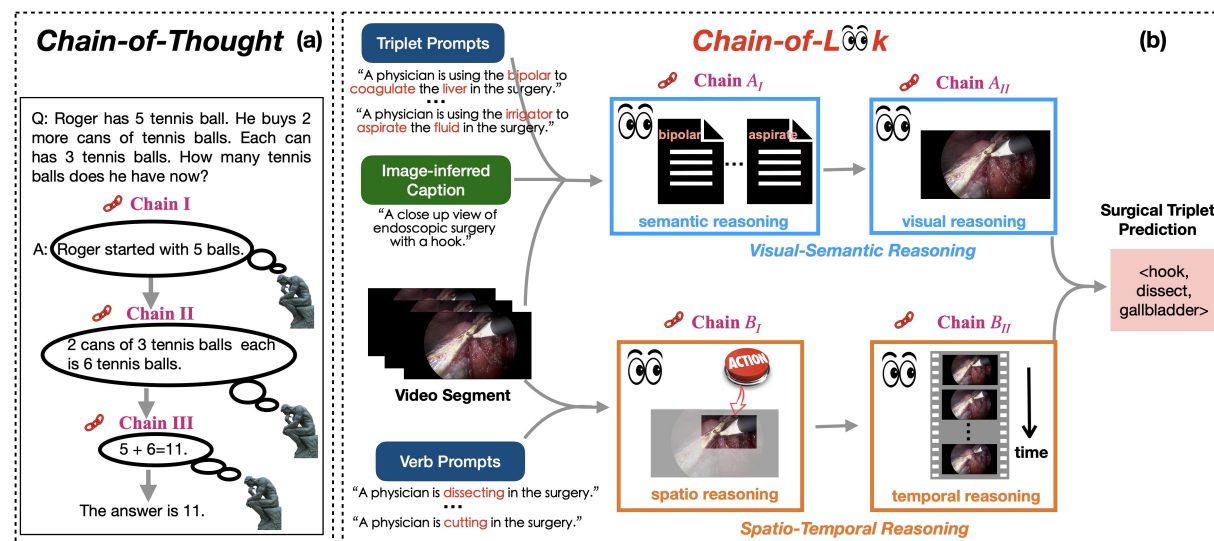 Chain-of-Thought (a)
Q: Roger has 5 tennis ball. He buys 2
more cans of tennis balls. Each can
has 3 tennis balls. How many tennis
balls does he have now?
Chain I
A: Roger started with 5 balls.
Chain II
2 cans of 3 tennis balls each
is 6 tennis balls.
Chain III
5 + 6=11.
The answer is 11.
Chain-of-L👀k (b)
Triplet Prompts
“A physician is using the bipolar to
coagulate the liver in the surgery.”
...
“A physician is using the irrigator to
aspirate the fluid in the surgery.”
Image-inferred
Caption
“A close up view of
endoscopic surgery
with a hook.”
Video Segment
Verb Prompts
“A physician is dissecting in the surgery.”
...
“A physician is cutting in the surgery.”
Chain A_I
bipolar ... aspirate
semantic reasoning
Chain A_II
visual reasoning
Visual-Semantic Reasoning
Chain B_I
ACTION
spatio reasoning
Chain B_II
time
temporal reasoning
Spatio-Temporal Reasoning
Surgical Triplet
Prediction
<hook,
dissect,
gallbladder>